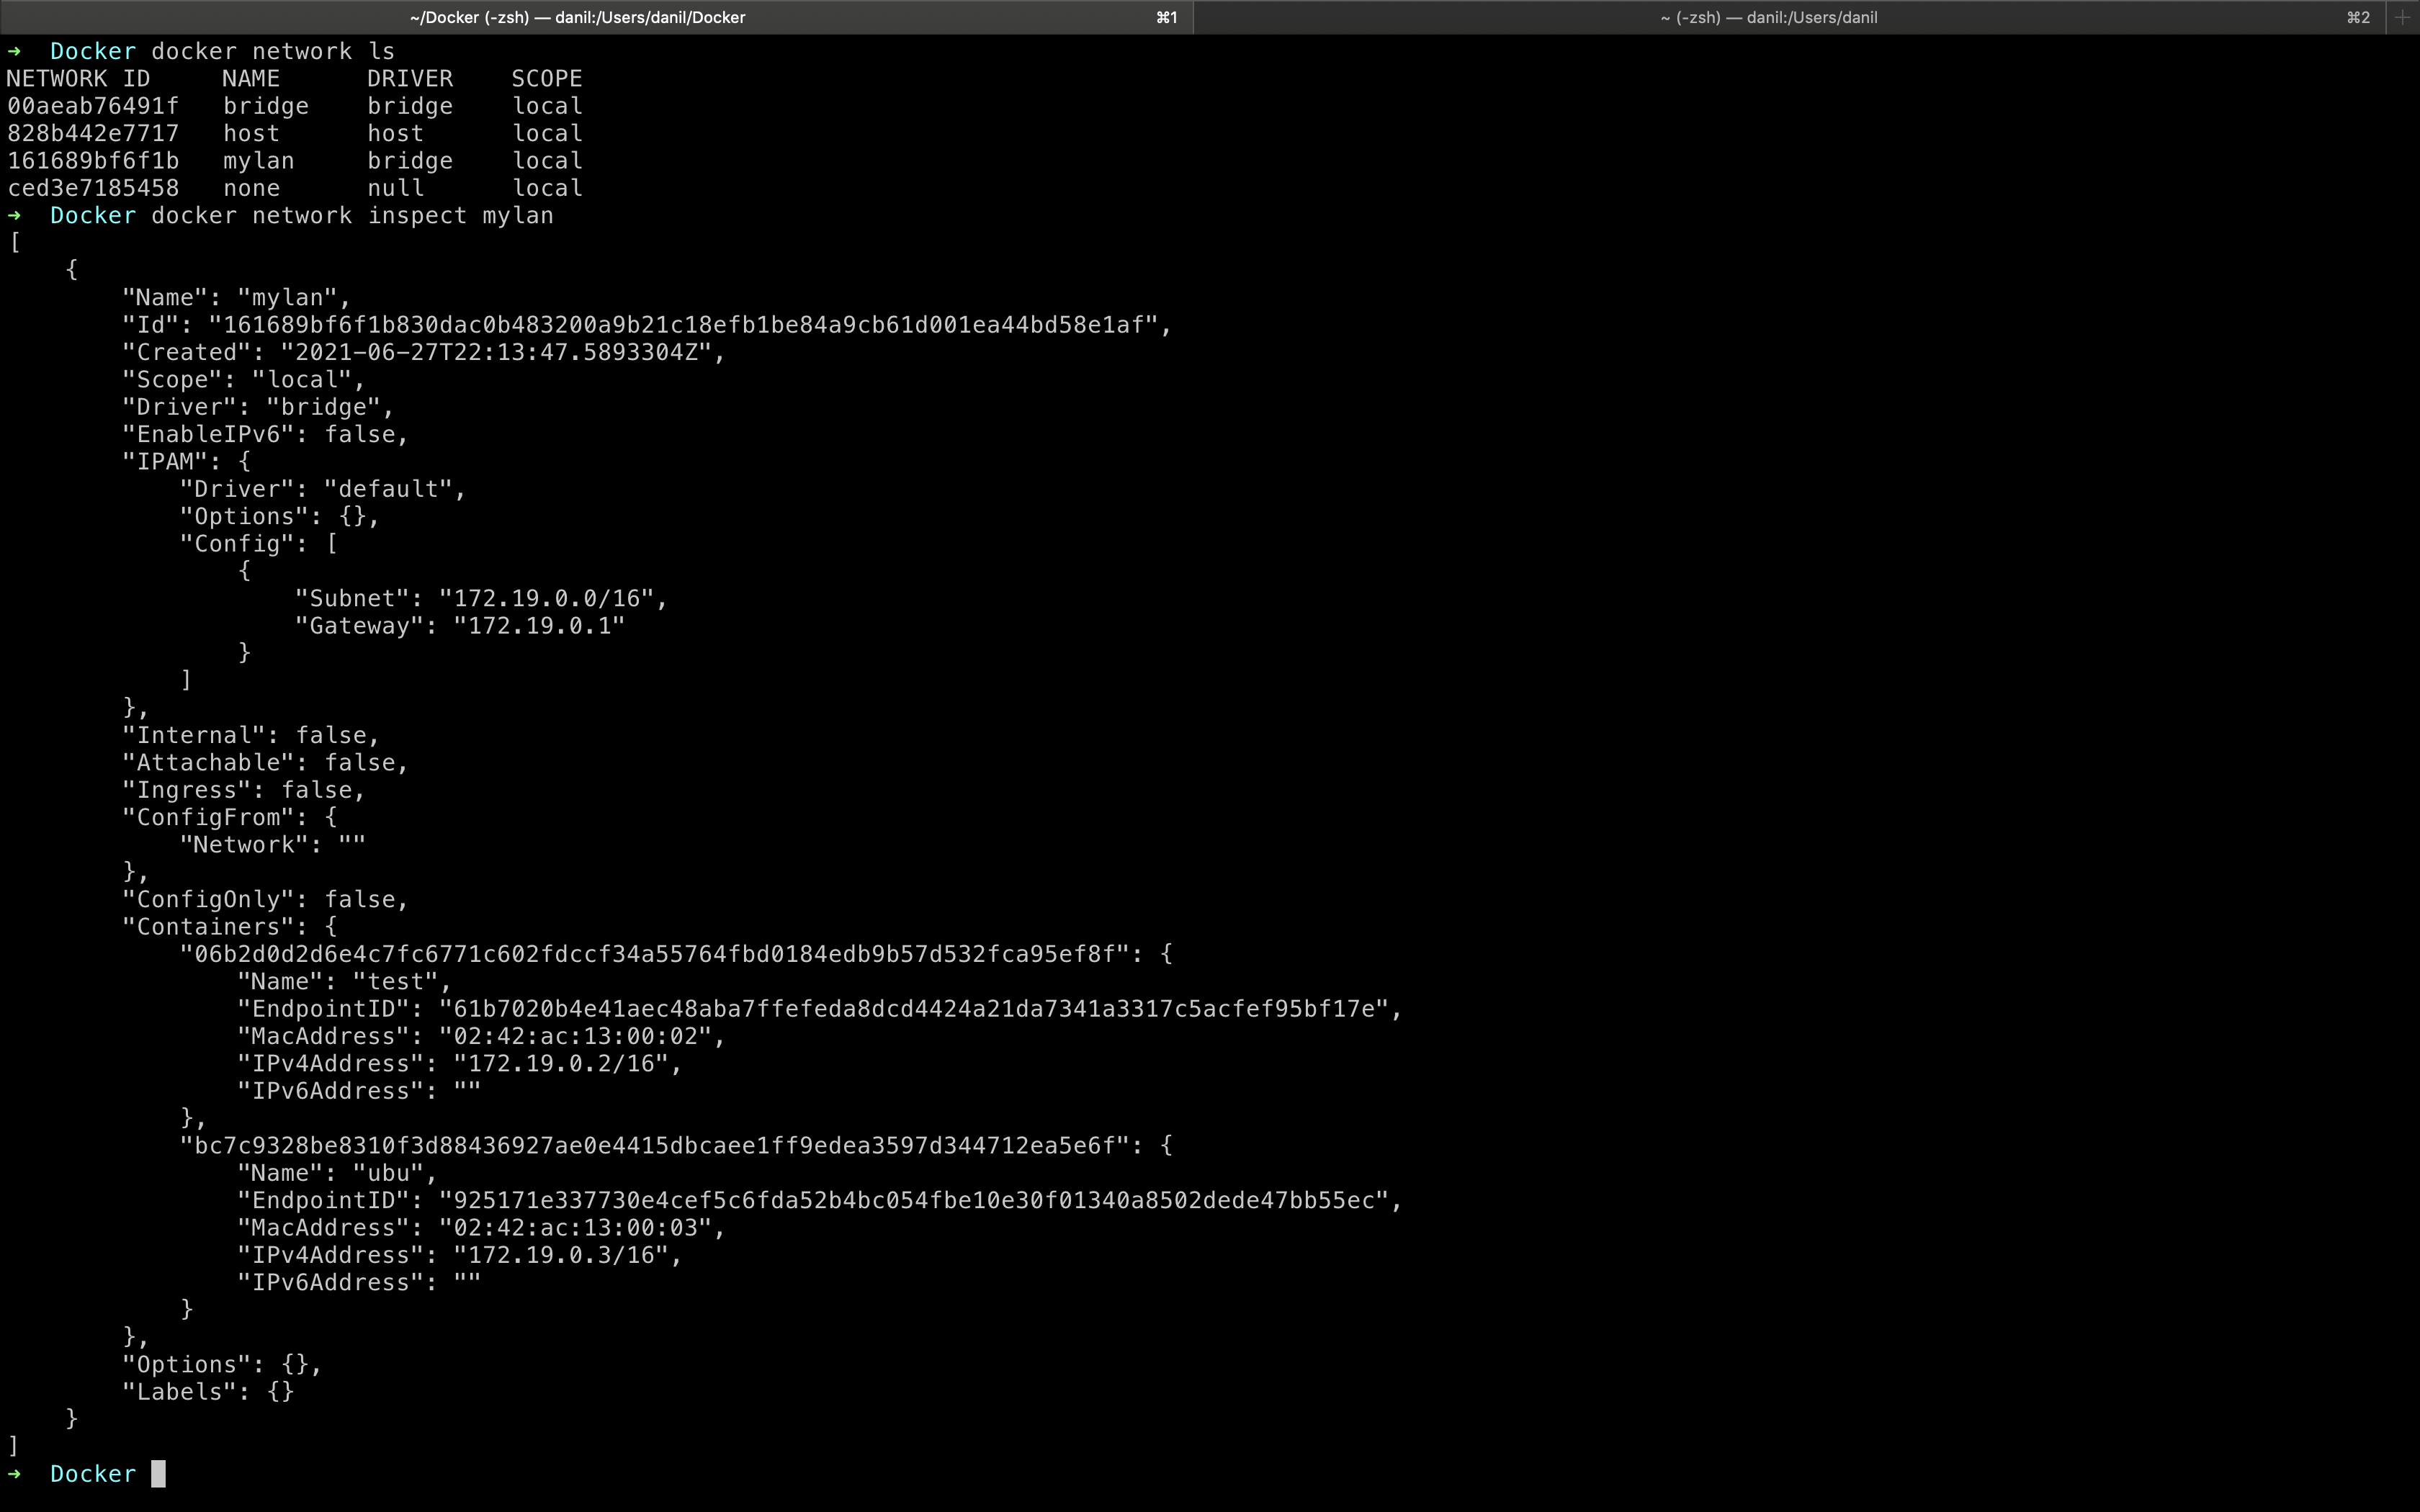 ~/Docker (-zsh) — danil:/Users/danil/Docker ⌘1 ~ (-zsh) — danil:/Users/danil ⌘2 +
➜  Docker docker network ls
NETWORK ID     NAME      DRIVER    SCOPE
00aeab76491f   bridge    bridge    local
828b442e7717   host      host      local
161689bf6f1b   mylan     bridge    local
ced3e7185458   none      null      local
➜  Docker docker network inspect mylan
[
    {
        "Name": "mylan",
        "Id": "161689bf6f1b830dac0b483200a9b21c18efb1be84a9cb61d001ea44bd58e1af",
        "Created": "2021-06-27T22:13:47.5893304Z",
        "Scope": "local",
        "Driver": "bridge",
        "EnableIPv6": false,
        "IPAM": {
            "Driver": "default",
            "Options": {},
            "Config": [
                {
                    "Subnet": "172.19.0.0/16",
                    "Gateway": "172.19.0.1"
                }
            ]
        },
        "Internal": false,
        "Attachable": false,
        "Ingress": false,
        "ConfigFrom": {
            "Network": ""
        },
        "ConfigOnly": false,
        "Containers": {
            "06b2d0d2d6e4c7fc6771c602fdccf34a55764fbd0184edb9b57d532fca95ef8f": {
                "Name": "test",
                "EndpointID": "61b7020b4e41aec48aba7ffefeda8dcd4424a21da7341a3317c5acfef95bf17e",
                "MacAddress": "02:42:ac:13:00:02",
                "IPv4Address": "172.19.0.2/16",
                "IPv6Address": ""
            },
            "bc7c9328be8310f3d88436927ae0e4415dbcaee1ff9edea3597d344712ea5e6f": {
                "Name": "ubu",
                "EndpointID": "925171e337730e4cef5c6fda52b4bc054fbe10e30f01340a8502dede47bb55ec",
                "MacAddress": "02:42:ac:13:00:03",
                "IPv4Address": "172.19.0.3/16",
                "IPv6Address": ""
            }
        },
        "Options": {},
        "Labels": {}
    }
]
➜  Docker